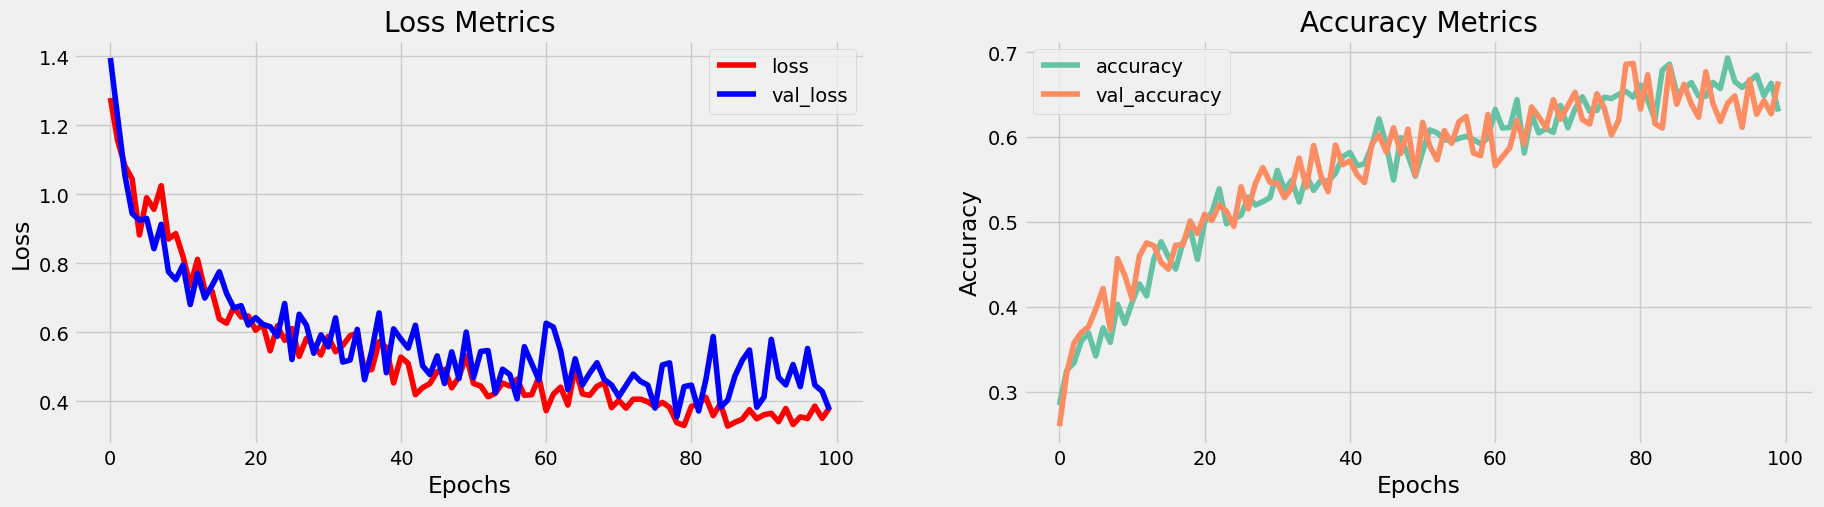 Loss Metrics
1.4
1.2
1.0
0.8
0.6
0.4
Loss
loss
val_loss
0 20 40 60 80 100
Epochs
Accuracy Metrics
0.7
0.6
0.5
0.4
0.3
Accuracy
accuracy
val_accuracy
0 20 40 60 80 100
Epochs